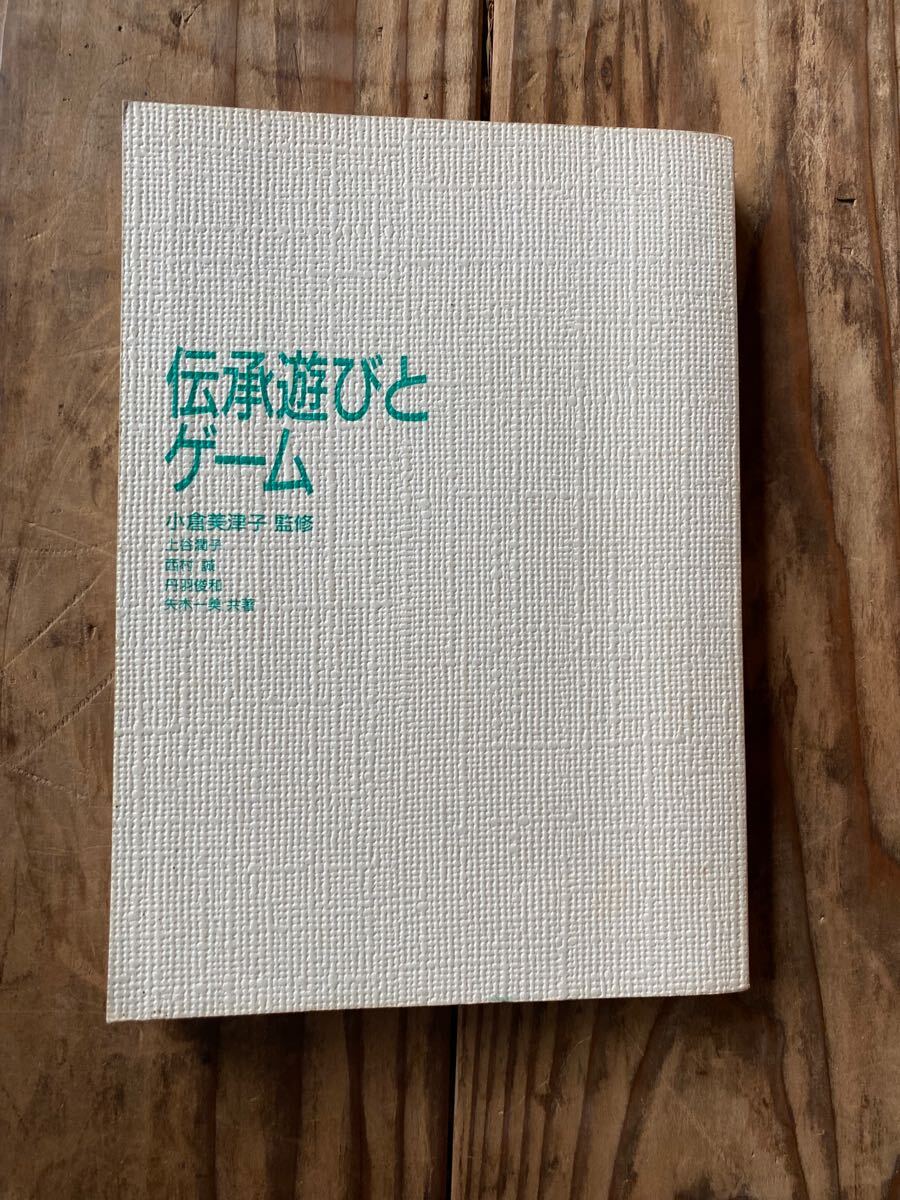 伝承遊びと
ゲーム
小倉美津子 監修
上谷潤子
西村 誠
丹羽俊和
矢木一美 共著